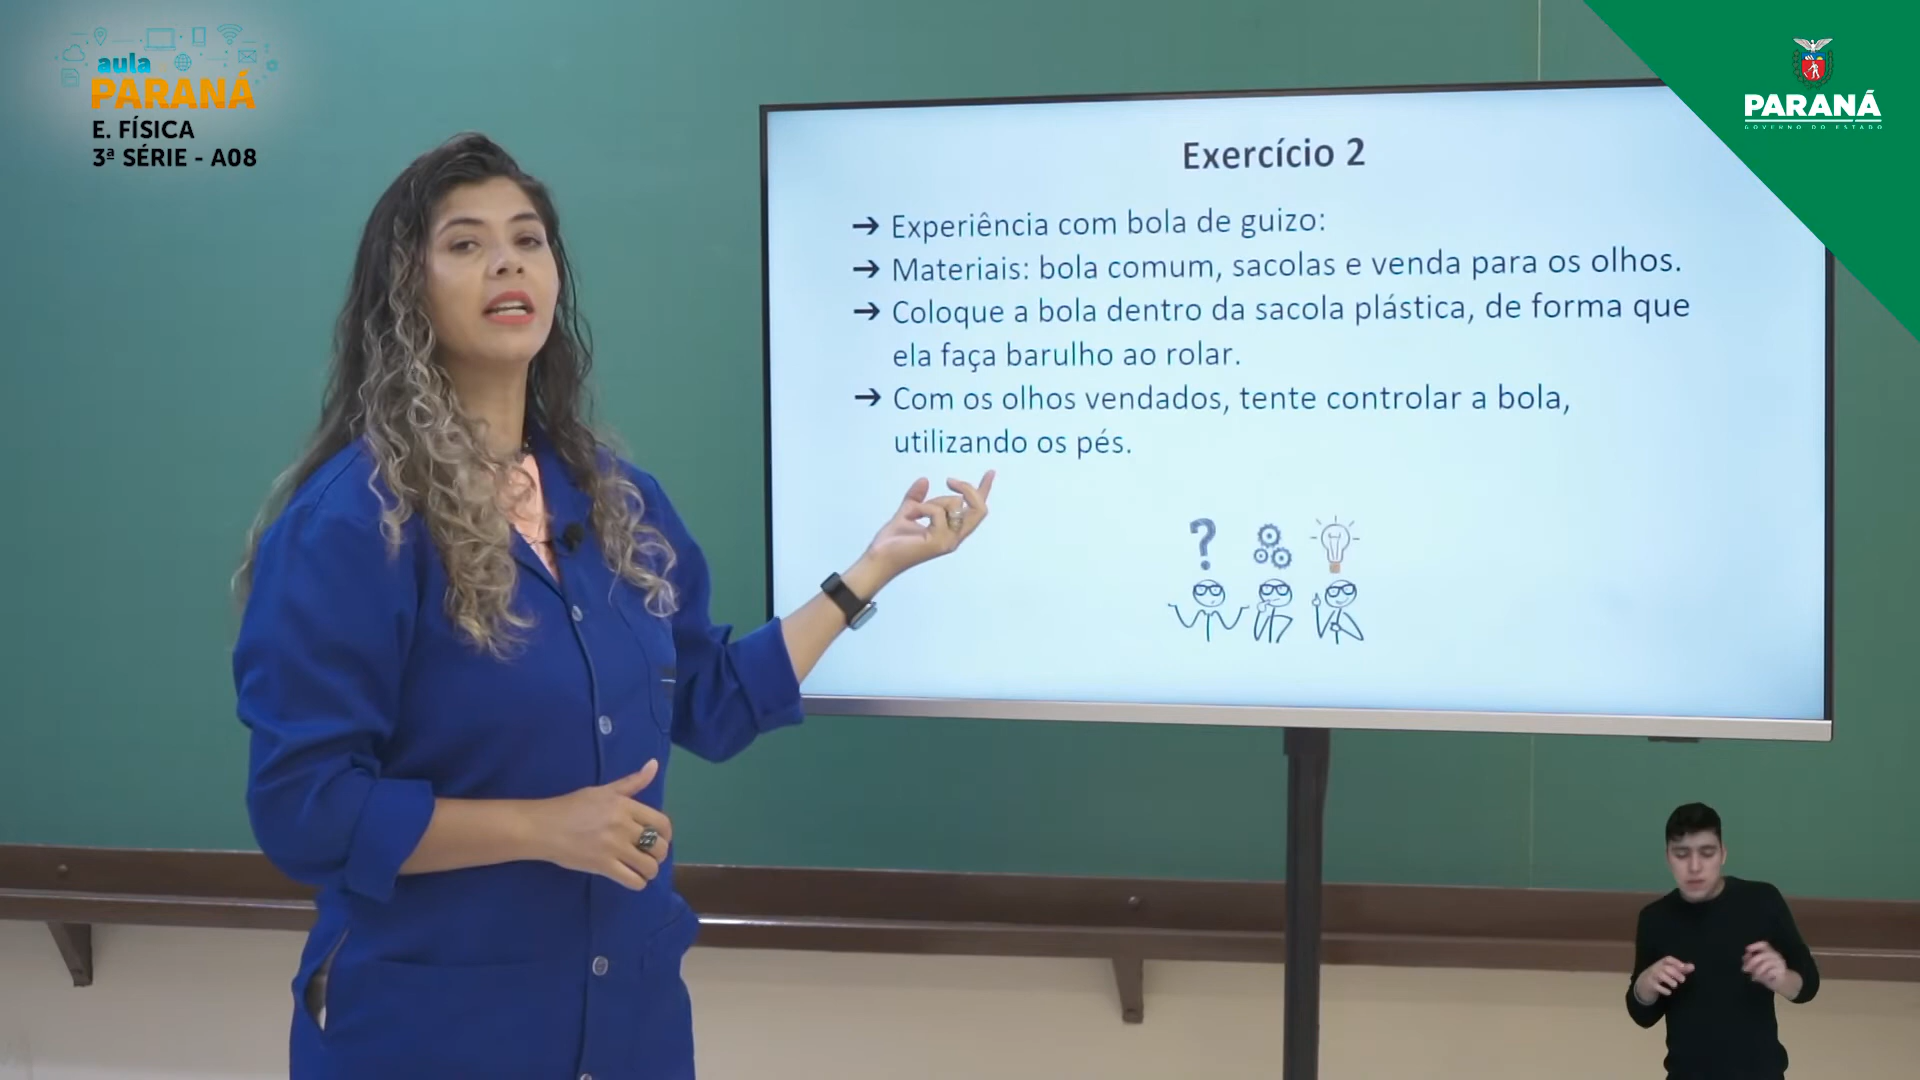 aula
PARANÁ
E. FÍSICA
3ª SÉRIE - A08
PARANÁ
GOVERNO DO ESTADO
Exercício 2
➔ Experiência com bola de guizo:
➔ Materiais: bola comum, sacolas e venda para os olhos.
➔ Coloque a bola dentro da sacola plástica, de forma que
ela faça barulho ao rolar.
➔ Com os olhos vendados, tente controlar a bola,
utilizando os pés.
?